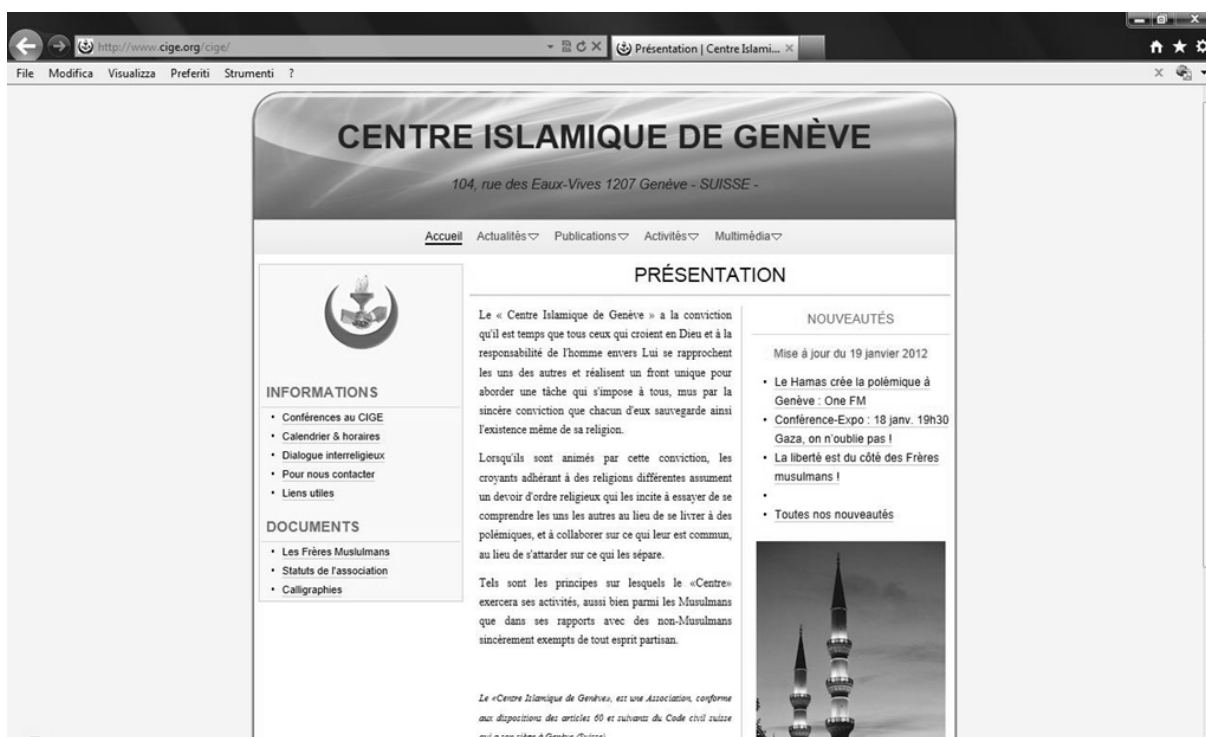 http://www.cige.org/cige/
Présentation | Centre Islami...
File Modifica Visualizza Preferiti Strumenti ?
CENTRE ISLAMIQUE DE GENÈVE
104, rue des Eaux-Vives 1207 Genève - SUISSE -
Accueil Actualités Publications Activités Multimédia
INFORMATIONS
• Conférences au CIGE
• Calendrier & horaires
• Dialogue interreligieux
• Pour nous contacter
• Liens utiles
DOCUMENTS
• Les Frères Muslulmans
• Statuts de l'association
• Calligraphies
PRÉSENTATION
Le « Centre Islamique de Genève » a la conviction
qu'il est temps que tous ceux qui croient en Dieu et à la
responsabilité de l'homme envers Lui se rapprochent
les uns des autres et réalisent un front unique pour
aborder une tâche qui s'impose à tous, mus par la
sincère conviction que chacun d'eux sauvegarde ainsi
l'existence même de sa religion.
Lorsqu'ils sont animés par cette conviction, les
croyants adhérant à des religions différentes assument
un devoir d'ordre religieux qui les incite à essayer de se
comprendre les uns les autres au lieu de se livrer à des
polémiques, et à collaborer sur ce qui leur est commun,
au lieu de s'attarder sur ce qui les sépare.
Tels sont les principes sur lesquels le «Centre»
exercera ses activités, aussi bien parmi les Musulmans
que dans ses rapports avec des non-Musulmans
sincèrement exempts de tout esprit partisan.
Le «Centre Islamique de Genève», est une Association, conforme
aux dispositions des articles 60 et suivants du Code civil suisse
qui a son siège à Genève (Suisse)
NOUVEAUTÉS
Mise à jour du 19 janvier 2012
• Le Hamas crèe la polémique à
Genève : One FM
• Conférence-Expo : 18 janv. 19h30
Gaza, on n'oublie pas !
• La liberté est du côté des Frères
musulmans !
•
• Toutes nos nouveautés